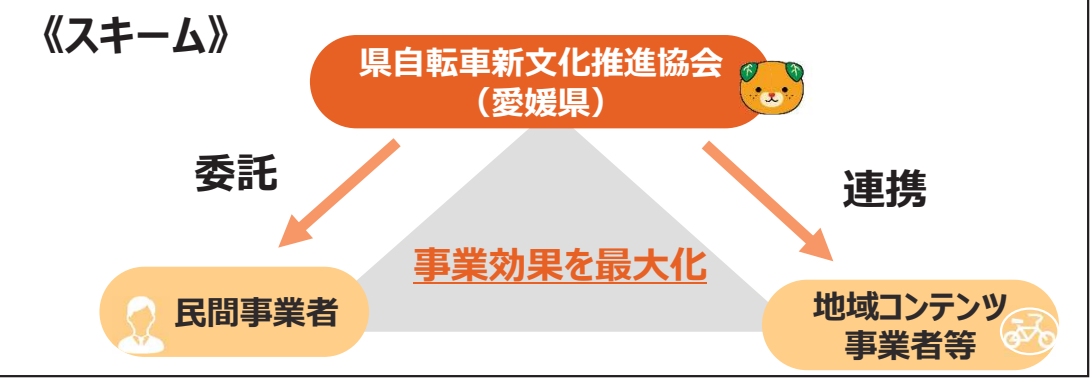 《スキーム》
県自転車新文化推進協会
（愛媛県）
委託
連携
事業効果を最大化
民間事業者
地域コンテンツ
事業者等